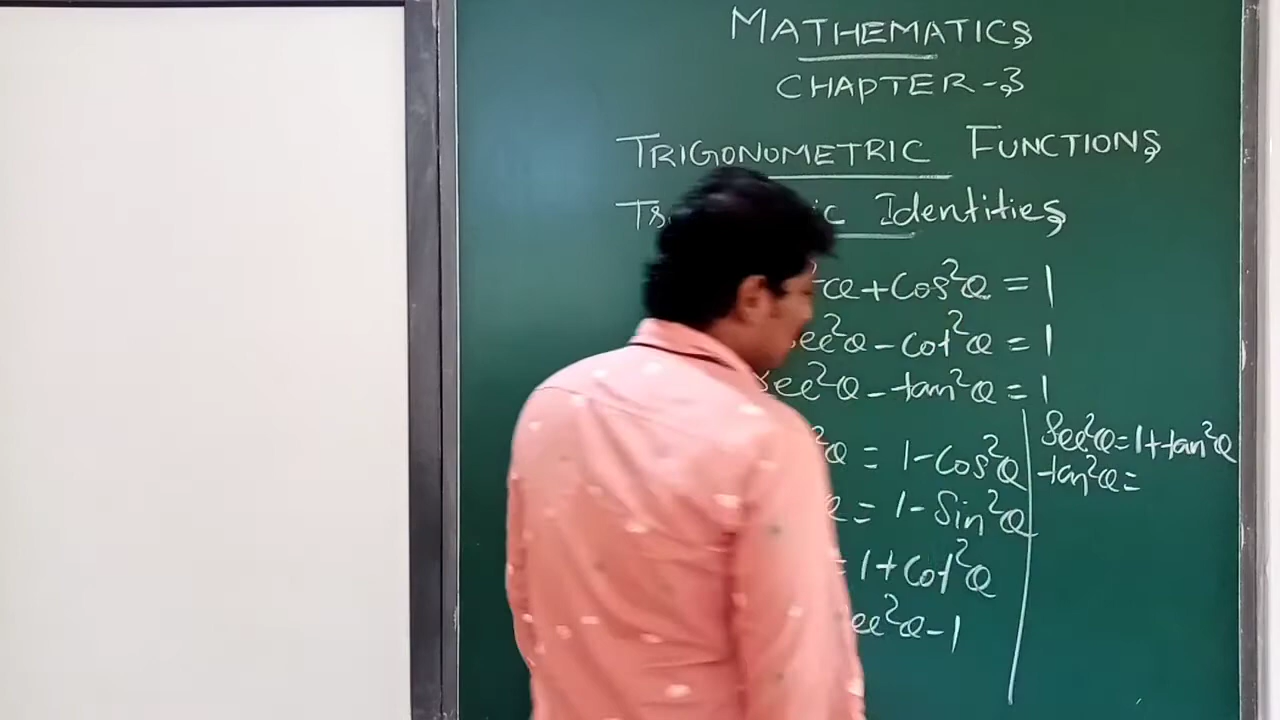 MATHEMATICS
CHAPTER-3
TRIGONOMETRIC FUNCTIONS
Identities
+cos²θ = 1
θ-cot²θ = 1
sec²θ-tan²θ = 1
θ = 1-cos²θ
= 1-Sin²θ
= 1+cot²θ
θ-1
Sec²θ=1+tan²θ
tan²θ=